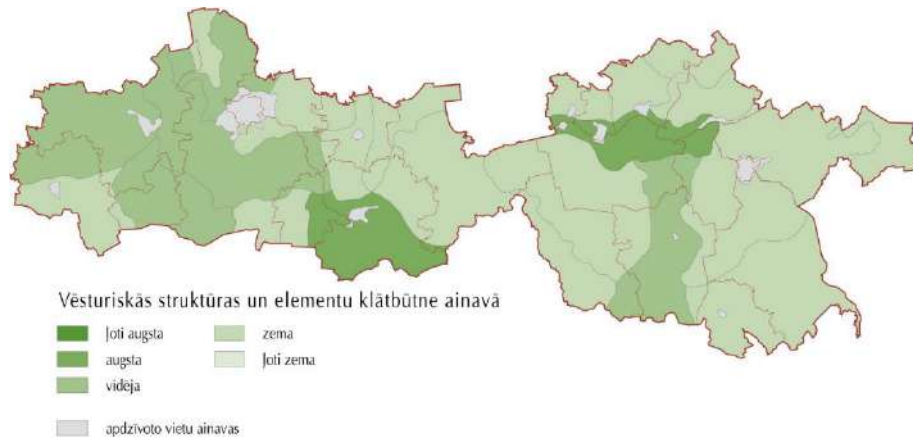 Vēsturiskās struktūras un elementu klātbūtne ainavā
ļoti augsta
augsta
vidēja
zema
ļoti zema
apdzīvoto vietu ainavas